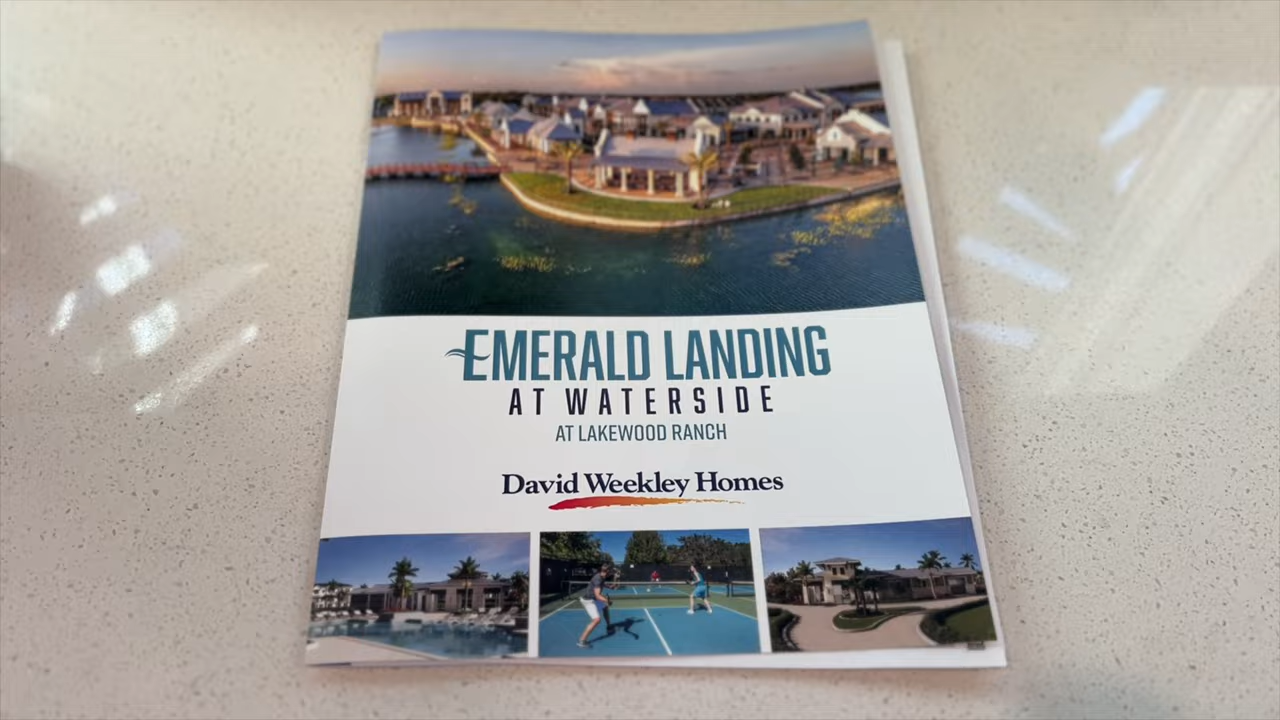 EMERALD LANDING
AT WATERSIDE
AT LAKEWOOD RANCH
David Weekley Homes